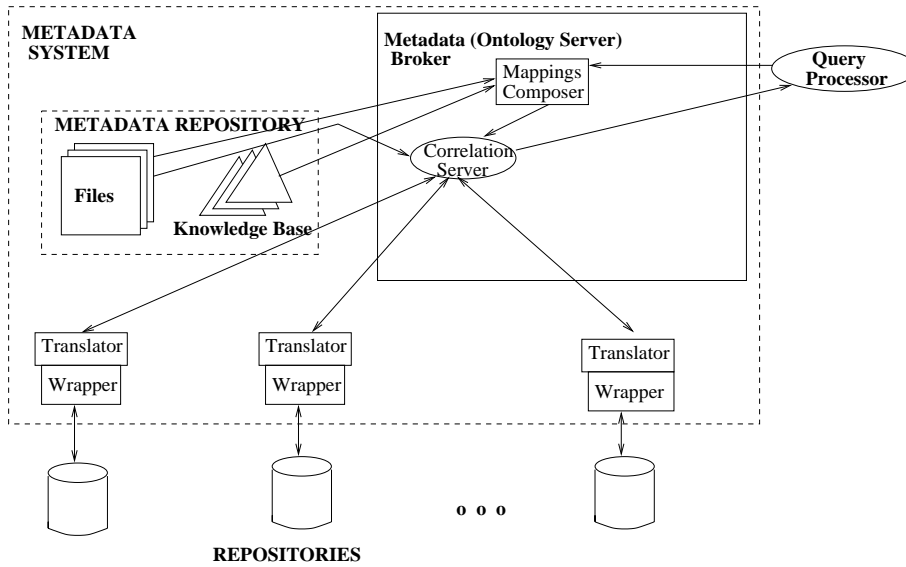 METADATA
SYSTEM
Metadata (Ontology Server)
Broker
Mappings
Composer
Query
Processor
METADATA REPOSITORY
Files
Knowledge Base
Correlation
Server
Translator
Wrapper
Translator
Wrapper
Translator
Wrapper
o o o
REPOSITORIES